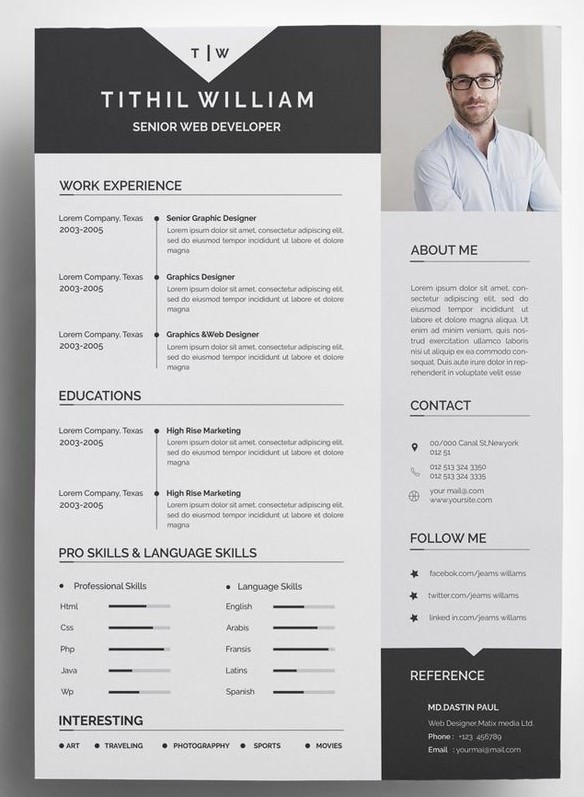 T | W
TITHIL WILLIAM
SENIOR WEB DEVELOPER
WORK EXPERIENCE
Lorem Company, Texas
2003-2005
Senior Graphic Designer
Lorem ipsum dolor sit amet, consectetur adipiscing elit,
sed do eiusmod tempor incididunt ut labore et dolore
magna
Lorem Company, Texas
2003-2005
Graphics Designer
Lorem ipsum dolor sit amet, consectetur adipiscing elit,
sed do eiusmod tempor incididunt ut labore et dolore
magna
Lorem Company, Texas
2003-2005
Graphics &Web Designer
Lorem ipsum dolor sit amet, consectetur adipiscing elit,
sed do eiusmod tempor incididunt ut labore et dolore
magna
EDUCATIONS
Lorem Company, Texas
2003-2005
High Rise Marketing
Lorem ipsum dolor sit amet, consectetur adipiscing elit,
sed do eiusmod tempor incididunt ut labore et dolore
magna
Lorem Company, Texas
2003-2005
High Rise Marketing
Lorem ipsum dolor sit amet, consectetur adipiscing elit,
sed do eiusmod tempor incididunt ut labore et dolore
magna
PRO SKILLS & LANGUAGE SKILLS
Professional Skills
Html
Css
Php
Java
Wp
Language Skills
English
Arabis
Fransis
Latins
Spanish
INTERESTING
ART
TRAVELING
PHOTOGRAPPHY
SPORTS
MOVIES
ABOUT ME
Lorem ipsum dolor sit amet, con-
sectetur adipiscing elit, sed do
eiusmod tempor incididunt ut
labore et dolore magna aliqua. Ut
enim ad minim veniam, quis nos-
trud exercitation ullamco laboris
nisi ut aliquip ex ea commodo con-
sequat. Duis aute irure dolor in rep-
rehenderit in voluptate velit esse
CONTACT
00/000 Canal St,Newyork
012 51
012 513 324 3350
012 513 324 3335
your mail@.com
www.yoursite.com
FOLLOW ME
facebok.com/jeams willams
twitter.com/jeams willams
linked in.com/jeams willams
REFERENCE
MD.DASTIN PAUL
Web Designer,Matix media Ltd.
Phone : +123 456789
Email : yourmai@mail.com